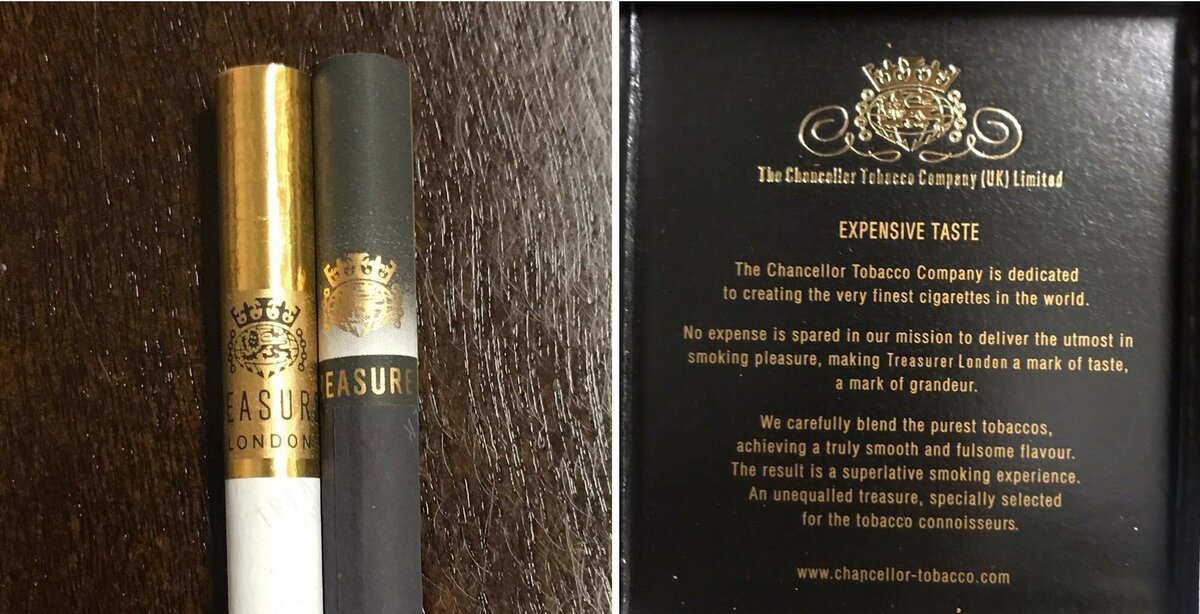 EASUR
LONDON
EASURE
The Chancellor Tobacco Company (UK) Limited
EXPENSIVE TASTE
The Chancellor Tobacco Company is dedicated
to creating the very finest cigarettes in the world.
No expense is spared in our mission to deliver the utmost in
smoking pleasure, making Treasurer London a mark of taste,
a mark of grandeur.
We carefully blend the purest tobaccos,
achieving a truly smooth and fulsome flavour.
The result is a superlative smoking experience.
An unequalled treasure, specially selected
for the tobacco connoisseurs.
www.chancellor-tobacco.com